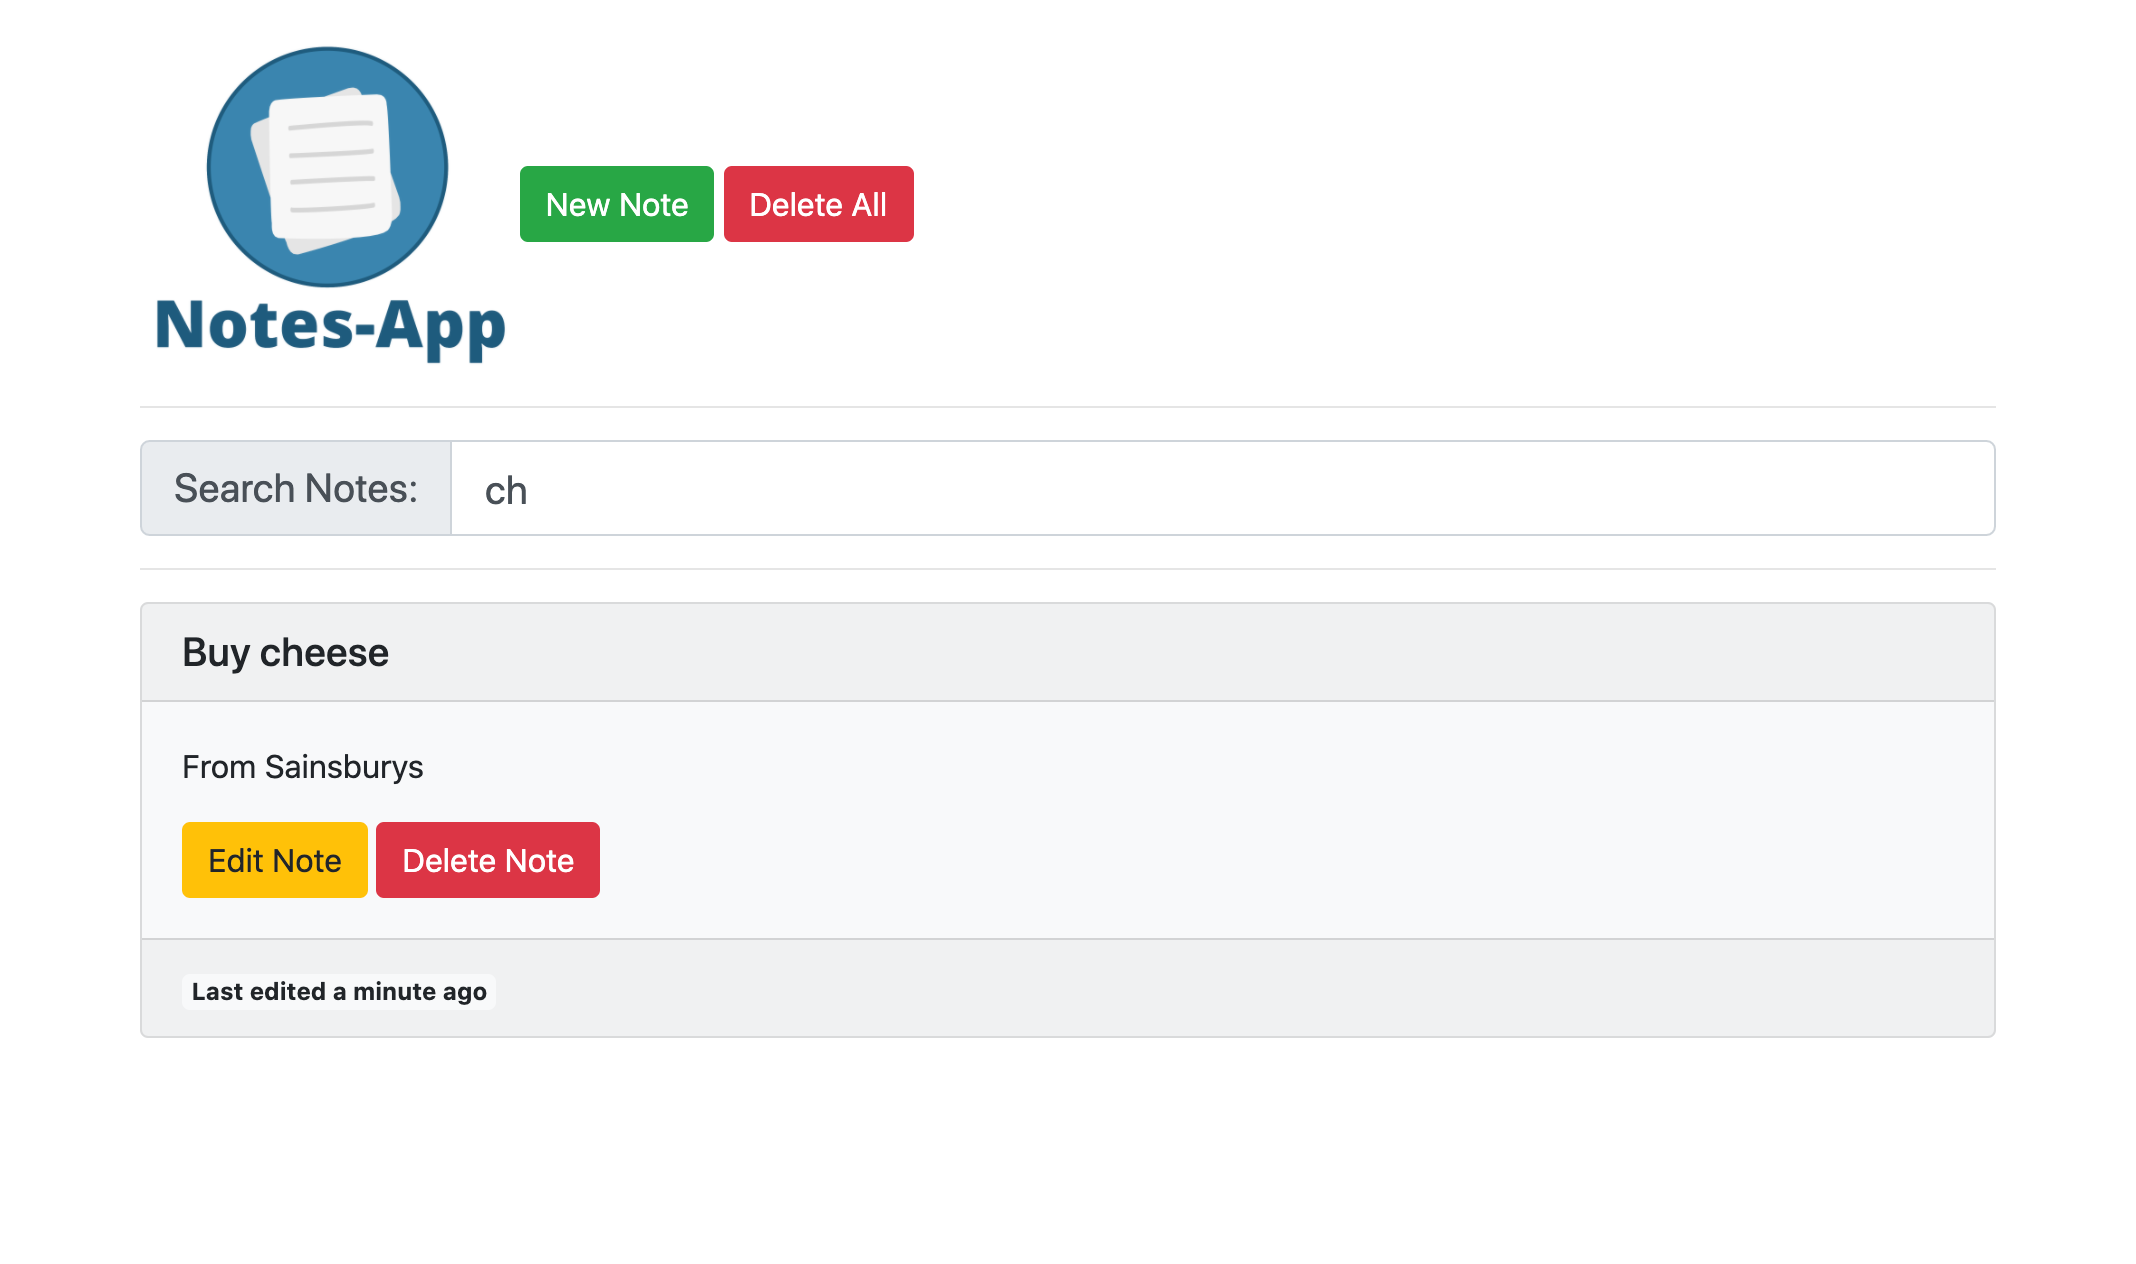 Notes-App
New Note
Delete All
Search Notes:
ch
Buy cheese
From Sainsburys
Edit Note
Delete Note
Last edited a minute ago